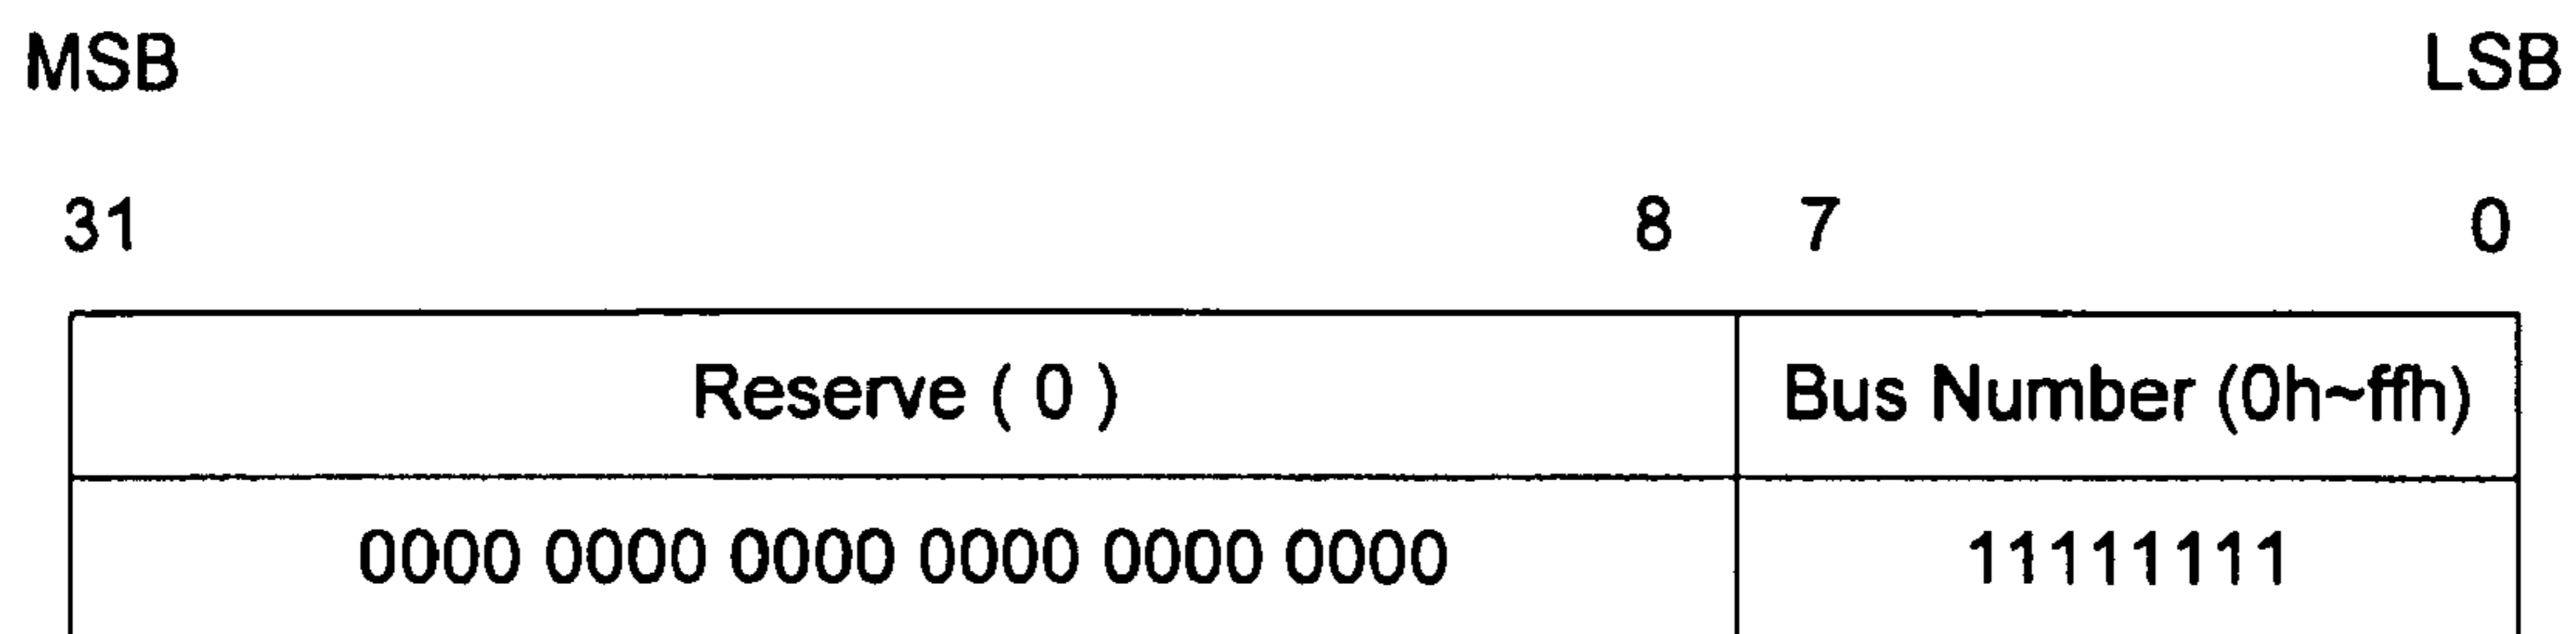 MSB LSB
31 8 7 0
Reserve ( 0 ) Bus Number (0h~ffh)
0000 0000 0000 0000 0000 0000 11111111